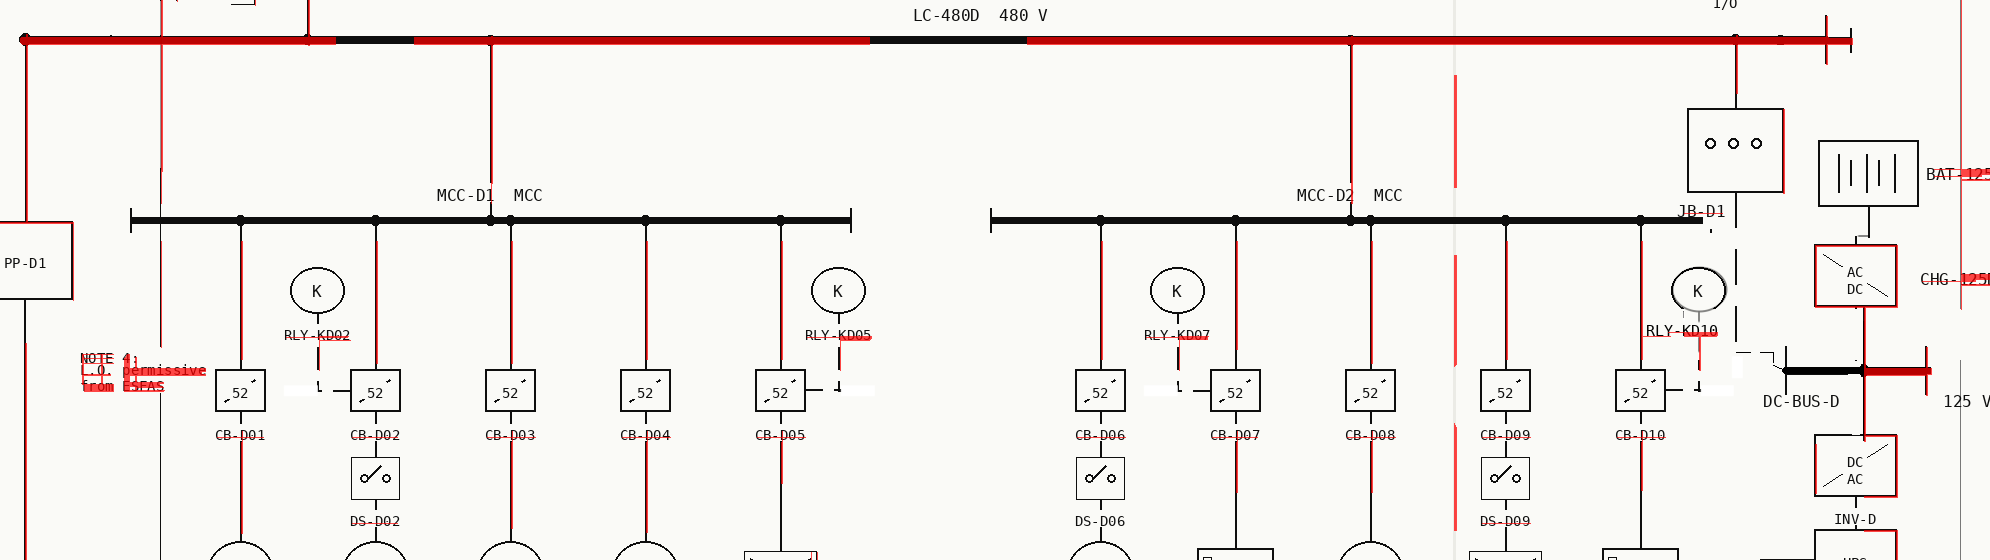 I/O
LC-480D 480 V
MCC-D1 MCC
MCC-D2 MCC
BAT-125
JB-D1
PP-D1
AC
DC
CHG-125
K
K
K
K
RLY-KD02
RLY-KD05
RLY-KD07
RLY-KD10
NOTE 4:
L.O. permissive
from ESFAS
52
52
52
52
52
52
52
52
52
52
DC-BUS-D
125 V
CB-D01
CB-D02
CB-D03
CB-D04
CB-D05
CB-D06
CB-D07
CB-D08
CB-D09
CB-D10
DC
AC
DS-D02
DS-D06
DS-D09
INV-D